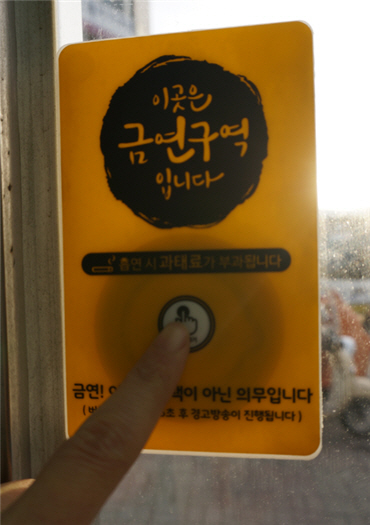 이곳은
금연구역
입니다
흡연 시 과태료가 부과됩니다
금연! 이 아닌 의무입니다
( 초 후 경고방송이 진행됩니다 )